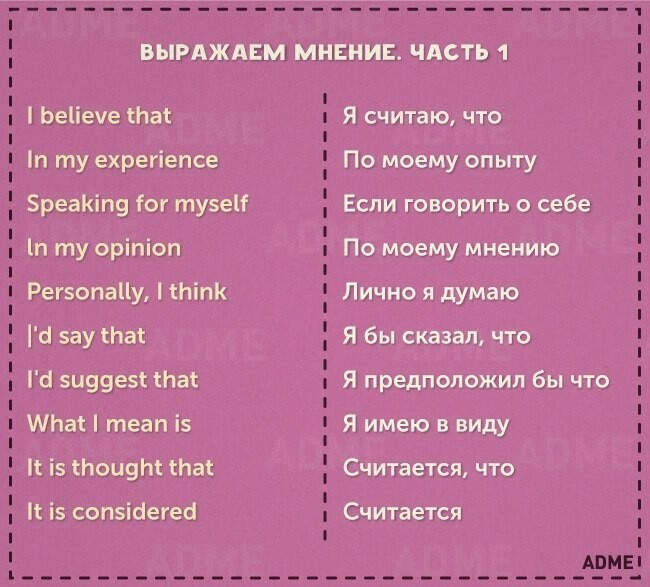 ВЫРАЖАЕМ МНЕНИЕ. ЧАСТЬ 1
I believe that Я считаю, что
In my experience По моему опыту
Speaking for myself Если говорить о себе
In my opinion По моему мнению
Personally, I think Лично я думаю
|'d say that Я бы сказал, что
I'd suggest that Я предположил бы что
What I mean is Я имею в виду
It is thought that Считается, что
It is considered Считается
ADME